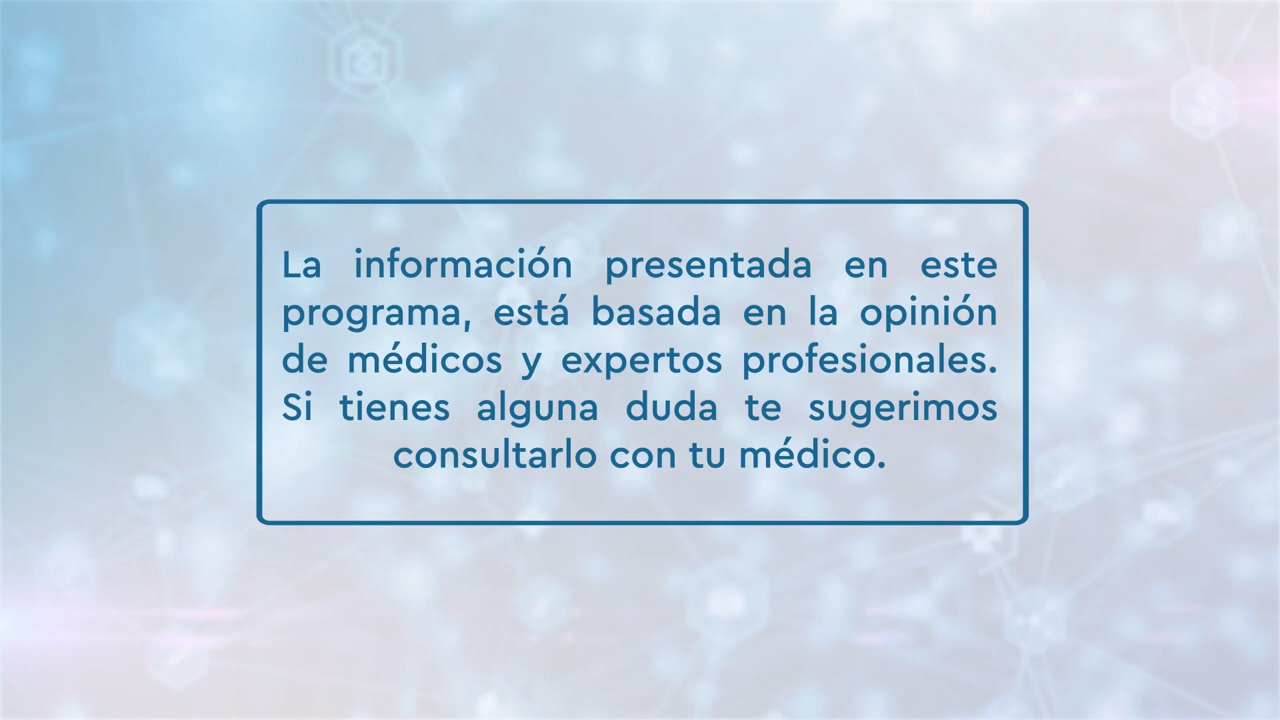 La información presentada en este
programa, está basada en la opinión
de médicos y expertos profesionales.
Si tienes alguna duda te sugerimos
consultarlo con tu médico.